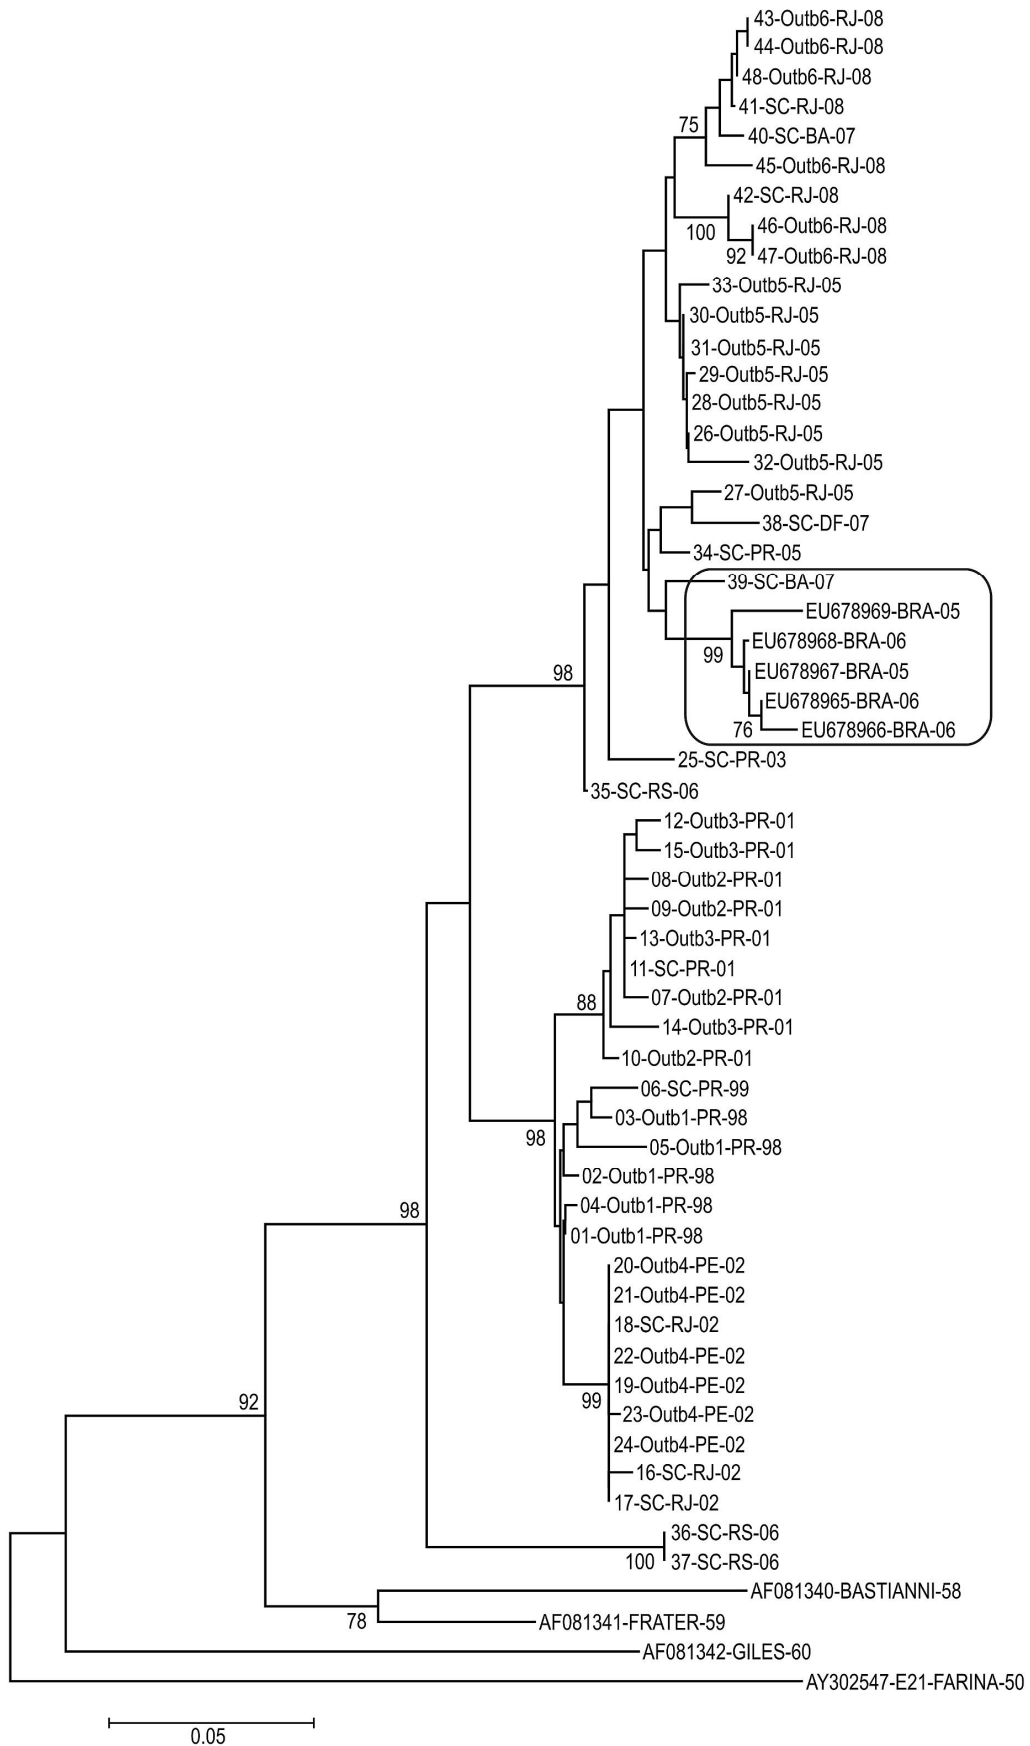 43-Outb6-RJ-08
44-Outb6-RJ-08
48-Outb6-RJ-08
41-SC-RJ-08
75
40-SC-BA-07
45-Outb6-RJ-08
42-SC-RJ-08
46-Outb6-RJ-08
100
92
47-Outb6-RJ-08
33-Outb5-RJ-05
30-Outb5-RJ-05
31-Outb5-RJ-05
29-Outb5-RJ-05
28-Outb5-RJ-05
26-Outb5-RJ-05
32-Outb5-RJ-05
27-Outb5-RJ-05
38-SC-DF-07
34-SC-PR-05
39-SC-BA-07
EU678969-BRA-05
EU678968-BRA-06
99
EU678967-BRA-05
98
EU678965-BRA-06
76
EU678966-BRA-06
25-SC-PR-03
35-SC-RS-06
12-Outb3-PR-01
15-Outb3-PR-01
08-Outb2-PR-01
09-Outb2-PR-01
13-Outb3-PR-01
11-SC-PR-01
07-Outb2-PR-01
88
14-Outb3-PR-01
10-Outb2-PR-01
06-SC-PR-99
03-Outb1-PR-98
98
05-Outb1-PR-98
02-Outb1-PR-98
04-Outb1-PR-98
98
01-Outb1-PR-98
20-Outb4-PE-02
21-Outb4-PE-02
18-SC-RJ-02
22-Outb4-PE-02
19-Outb4-PE-02
92
99
23-Outb4-PE-02
24-Outb4-PE-02
16-SC-RJ-02
17-SC-RJ-02
36-SC-RS-06
100
37-SC-RS-06
AF081340-BASTIANNI-58
78
AF081341-FRATER-59
AF081342-GILES-60
AY302547-E21-FARINA-50
0.05